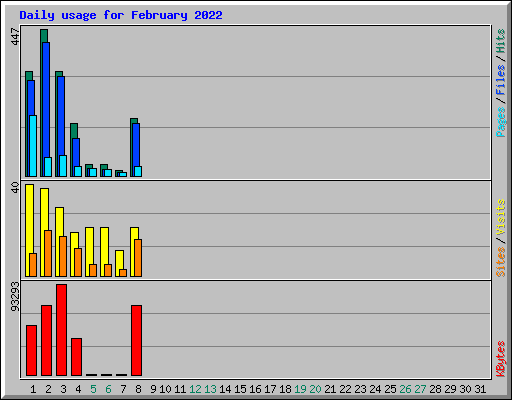 Daily usage for February 2022
447
Pages / Files / Hits
40
Sites / Visits
93293
KBytes
1 2 3 4 5 6 7 8 9 10 11 12 13 14 15 16 17 18 19 20 21 22 23 24 25 26 27 28 29 30 31